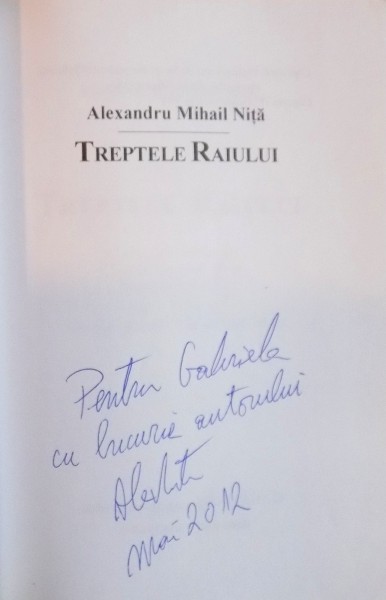 Alexandru Mihail Niță
TREPTELE RAIULUI
Pentru Gabriela
cu bucurie autorului
Mai 2012